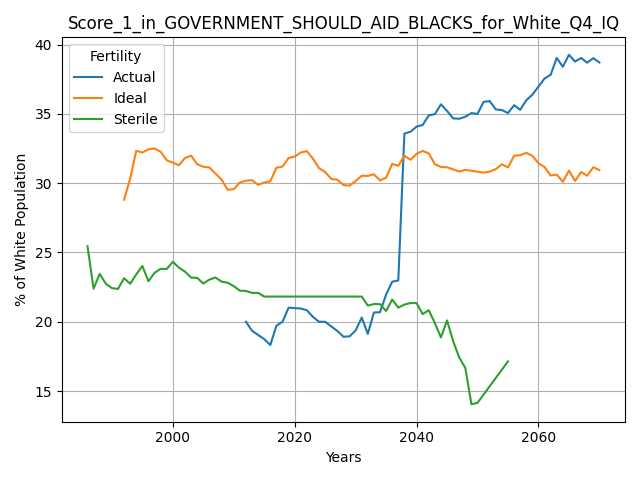 Score_1_in_GOVERNMENT_SHOULD_AID_BLACKS_for_White_Q4_IQ
Fertility
Actual
Ideal
Sterile
% of White Population
40
35
30
25
20
15
2000
2020
2040
2060
Years